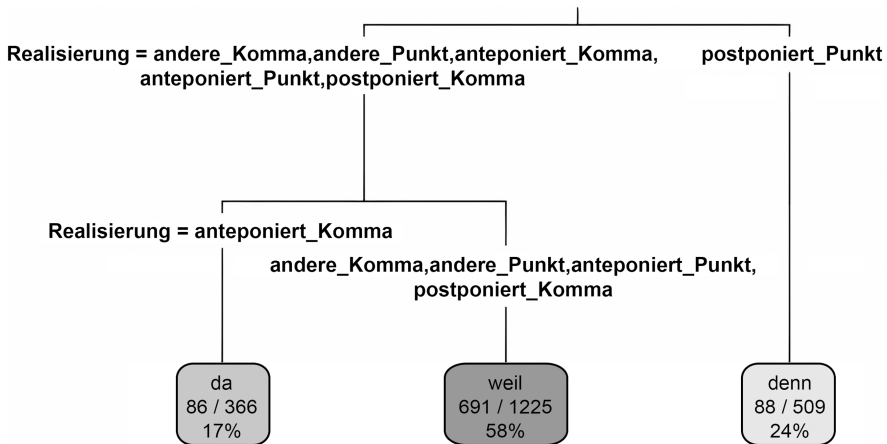 Realisierung = andere_Komma,andere_Punkt,anteponiert_Komma,
anteponiert_Punkt,postponiert_Komma
postponiert_Punkt
Realisierung = anteponiert_Komma
andere_Komma,andere_Punkt,anteponiert_Punkt,
postponiert_Komma
da
86 / 366
17%
weil
691 / 1225
58%
denn
88 / 509
24%